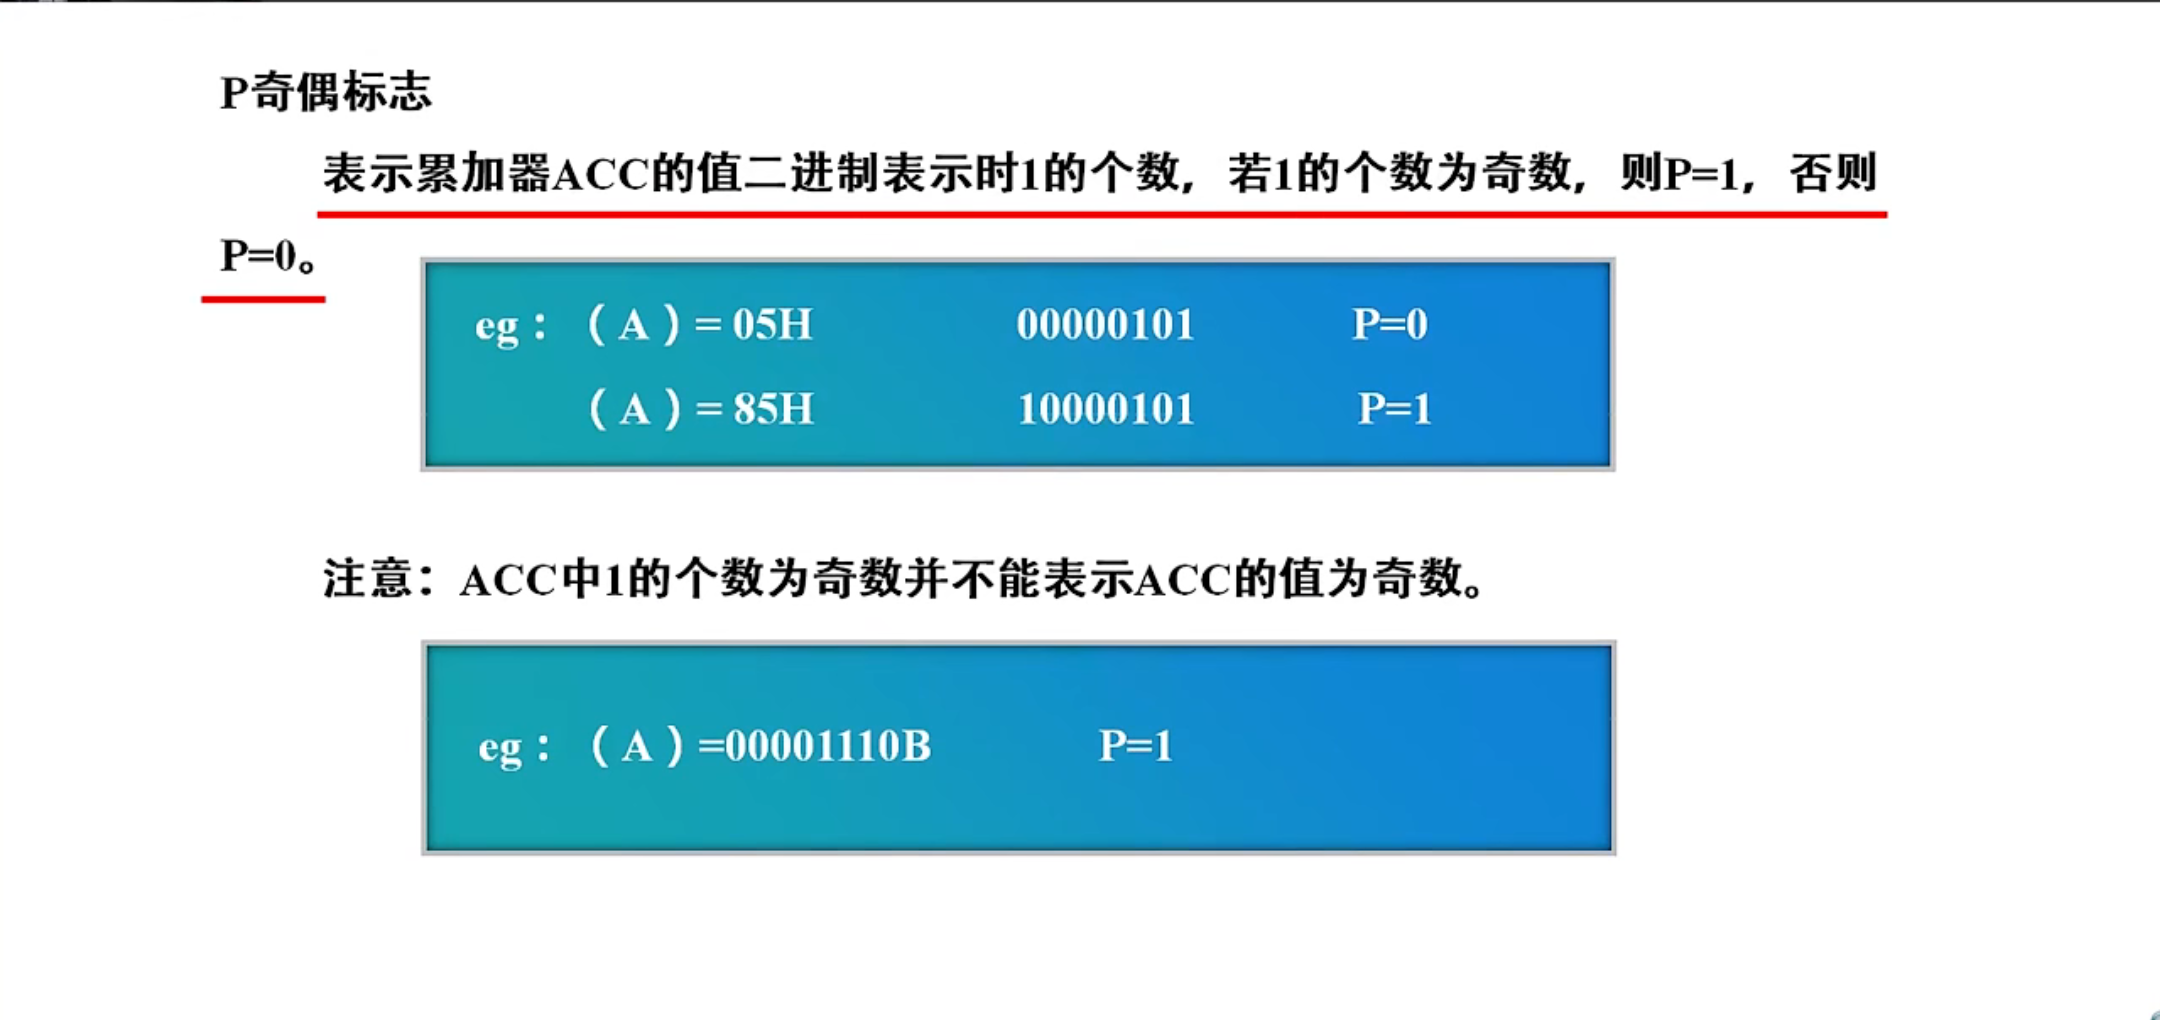 P奇偶标志
表示累加器ACC的值二进制表示时1的个数，若1的个数为奇数，则P=1，否则
P=0。
eg：（A）= 05H 00000101 P=0
（A）= 85H 10000101 P=1
注意：ACC中1的个数为奇数并不能表示ACC的值为奇数。
eg：（A）=00001110B P=1